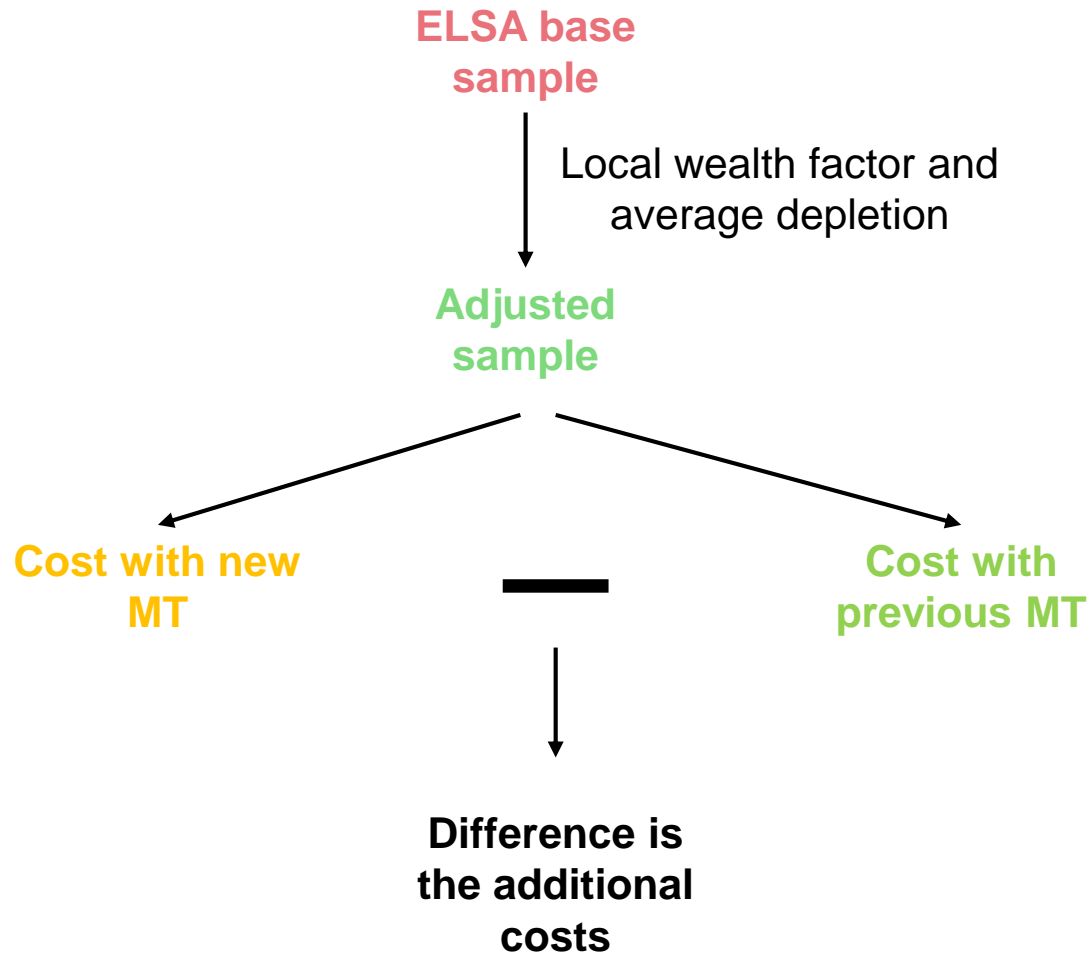 ELSA base
sample
Local wealth factor and
average depletion
Adjusted
sample
Cost with new
MT
Cost with
previous MT
Difference is
the additional
costs